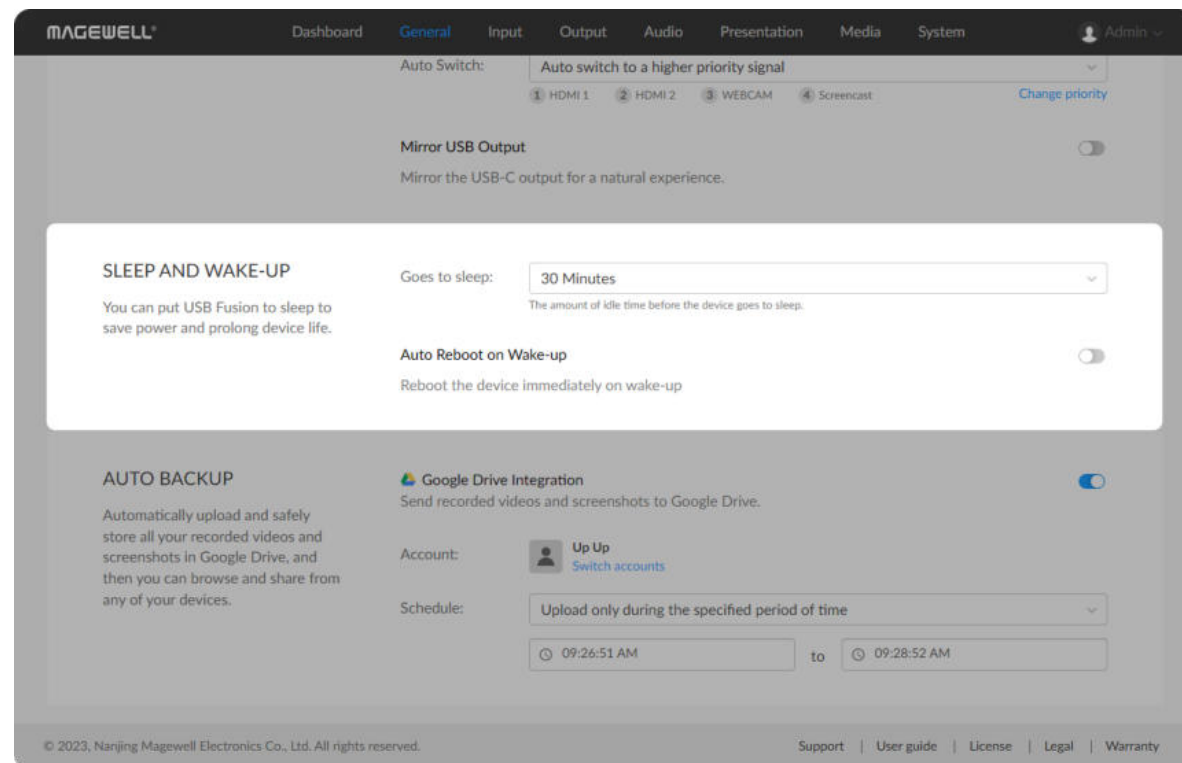 MAGEWELL® Dashboard General Input Output Audio Presentation Media System Admin
Auto Switch: Auto switch to a higher priority signal
1 HDMI 1 2 HDMI 2 3 WEBCAM 4 Screencast Change priority
Mirror USB Output
Mirror the USB-C output for a natural experience.
SLEEP AND WAKE-UP
You can put USB Fusion to sleep to
save power and prolong device life.
Goes to sleep: 30 Minutes
The amount of idle time before the device goes to sleep.
Auto Reboot on Wake-up
Reboot the device immediately on wake-up
AUTO BACKUP
Automatically upload and safely
store all your recorded videos and
screenshots in Google Drive, and
then you can browse and share from
any of your devices.
Google Drive Integration
Send recorded videos and screenshots to Google Drive.
Account: Up Up
Switch accounts
Schedule: Upload only during the specified period of time
09:26:51 AM to 09:28:52 AM
© 2023, Nanjing Magewell Electronics Co., Ltd. All rights reserved. Support | User guide | License | Legal | Warranty